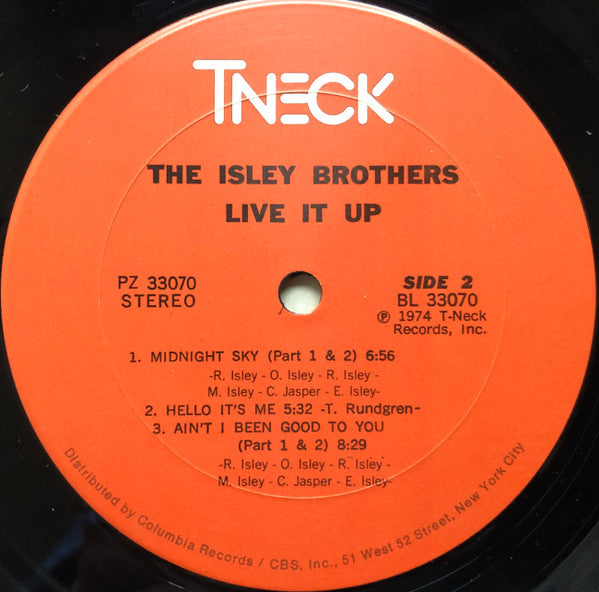 TNECK
THE ISLEY BROTHERS
LIVE IT UP
PZ 33070
STEREO
SIDE 2
BL 33070
℗ 1974 T-Neck
Records, Inc.
1. MIDNIGHT SKY (Part 1 & 2) 6:56
-R. Isley - O. Isley - R. Isley -
M. Isley - C. Jasper - E. Isley-
2. HELLO IT'S ME 5:32 -T. Rundgren-
3. AIN'T I BEEN GOOD TO YOU
(Part 1 & 2) 8:29
-R. Isley - O. Isley - R. Isley -
M. Isley - C. Jasper - E. Isley-
Distributed by Columbia Records / CBS, Inc., 51 West 52 Street, New York City